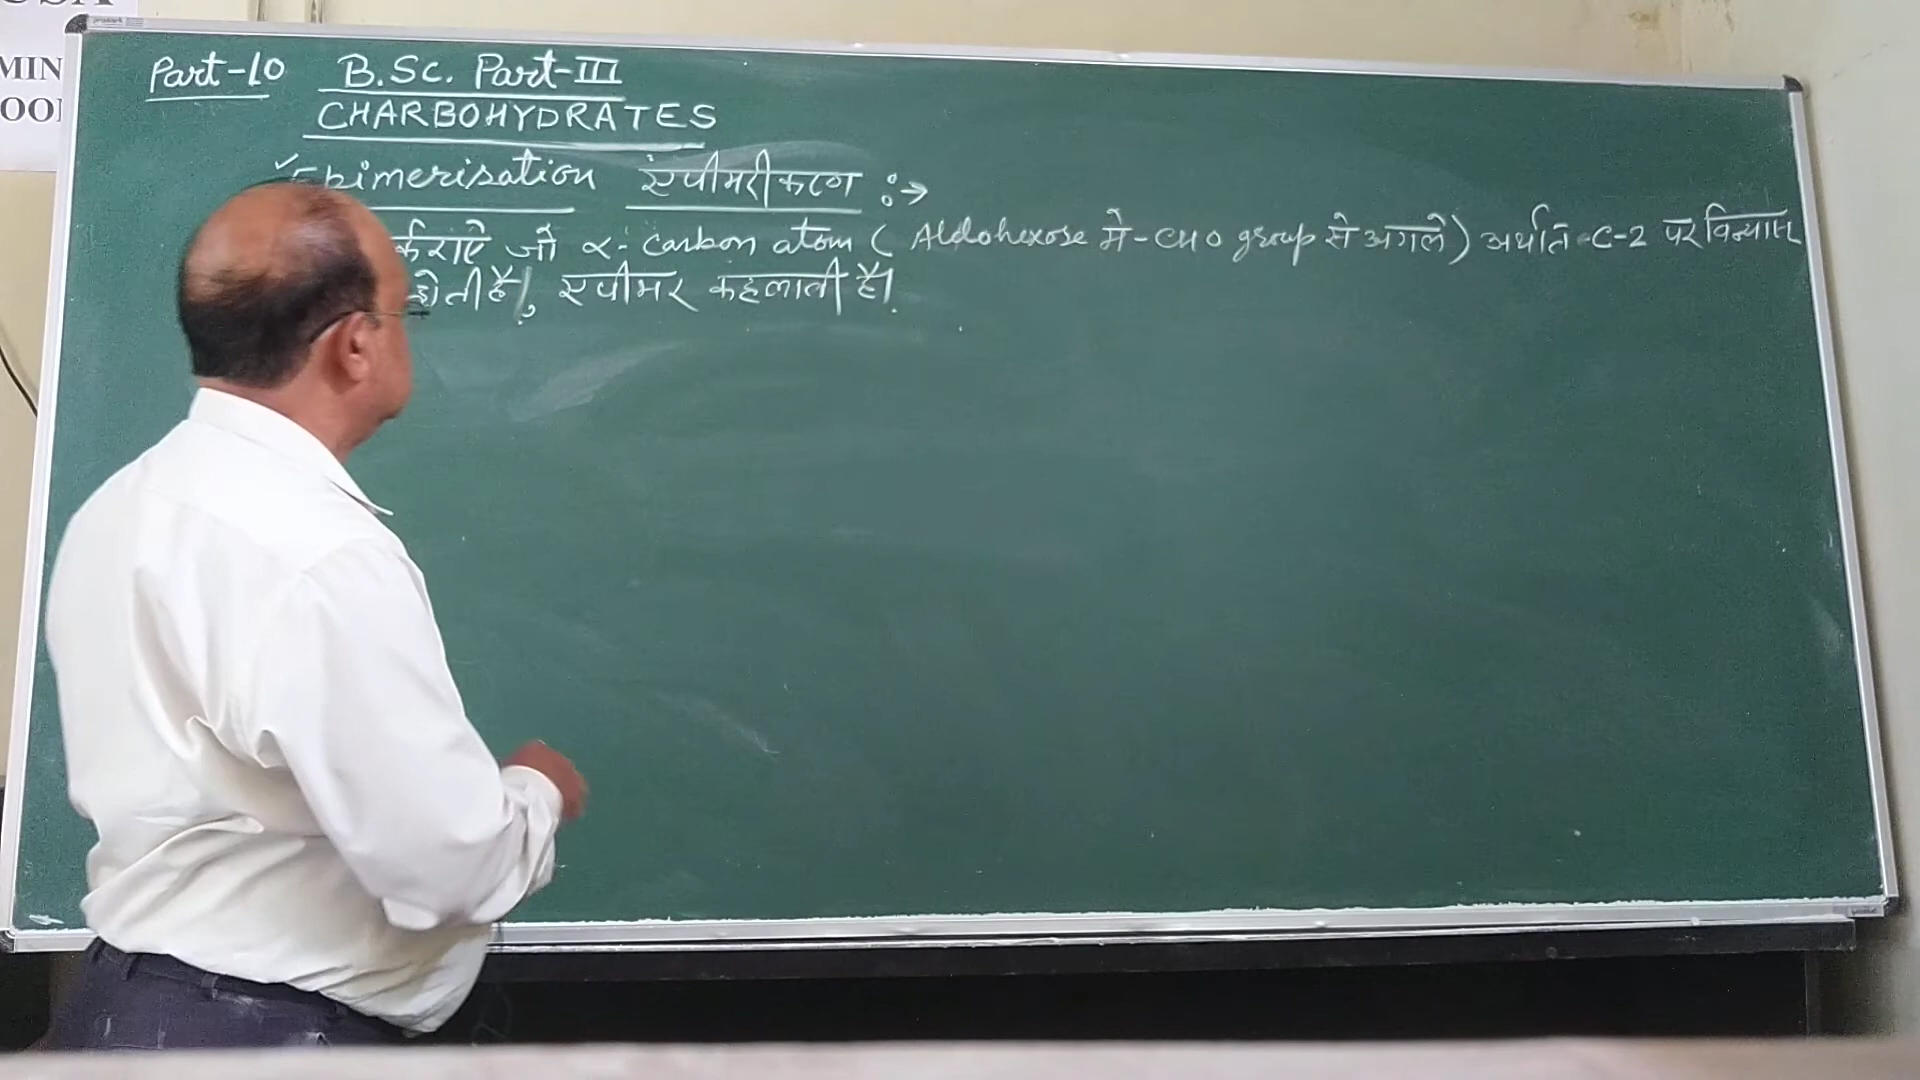 Part-10 B.Sc. Part-III
CHARBOHYDRATES
Epimerisation एपीमरीकरण :→
जो α- carbon atom ( Aldohexose मे -CHO group से अगले) अर्थात C-2 पर विन्यास
होती है, एपीमर कहलाती है।